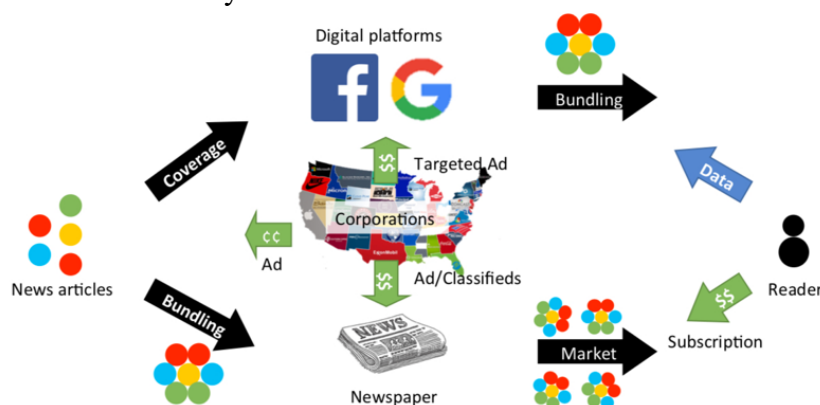 Digital platforms
f
G
Bundling
Coverage
$$
Targeted Ad
Data
Corporations
¢¢
Ad
$$
Ad/Classifieds
News articles
Bundling
NEWS
$$
Reader
Subscription
Market
Newspaper